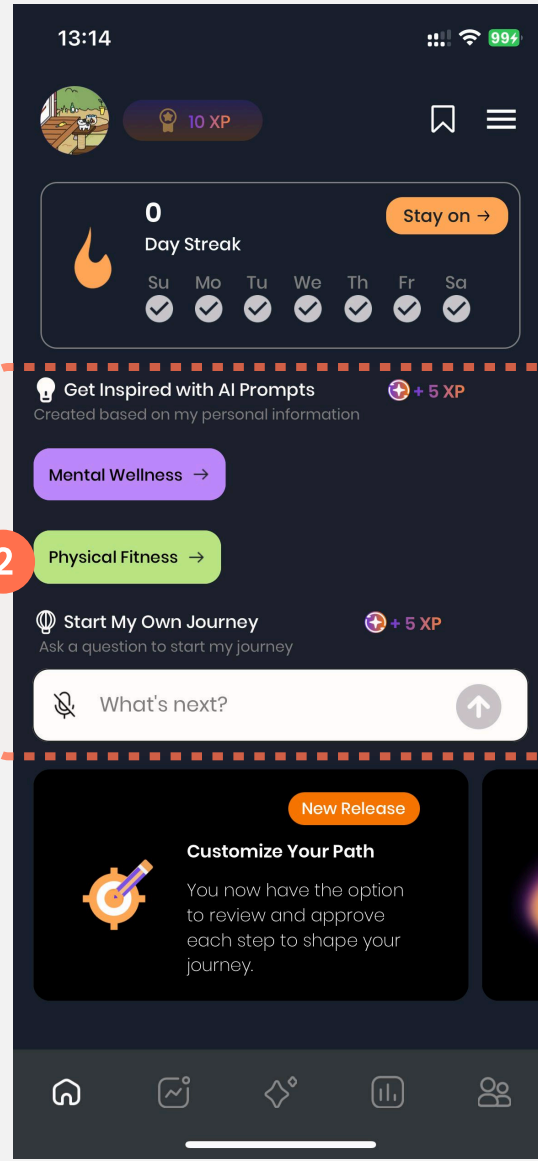 13:14
99
10 XP
0
Stay on →
Day Streak
Su Mo Tu We Th Fr Sa
Get Inspired with AI Prompts
+ 5 XP
Created based on my personal information
Mental Wellness →
2
Physical Fitness →
Start My Own Journey
+ 5 XP
Ask a question to start my journey
What's next?
New Release
Customize Your Path
You now have the option
to review and approve
each step to shape your
journey.